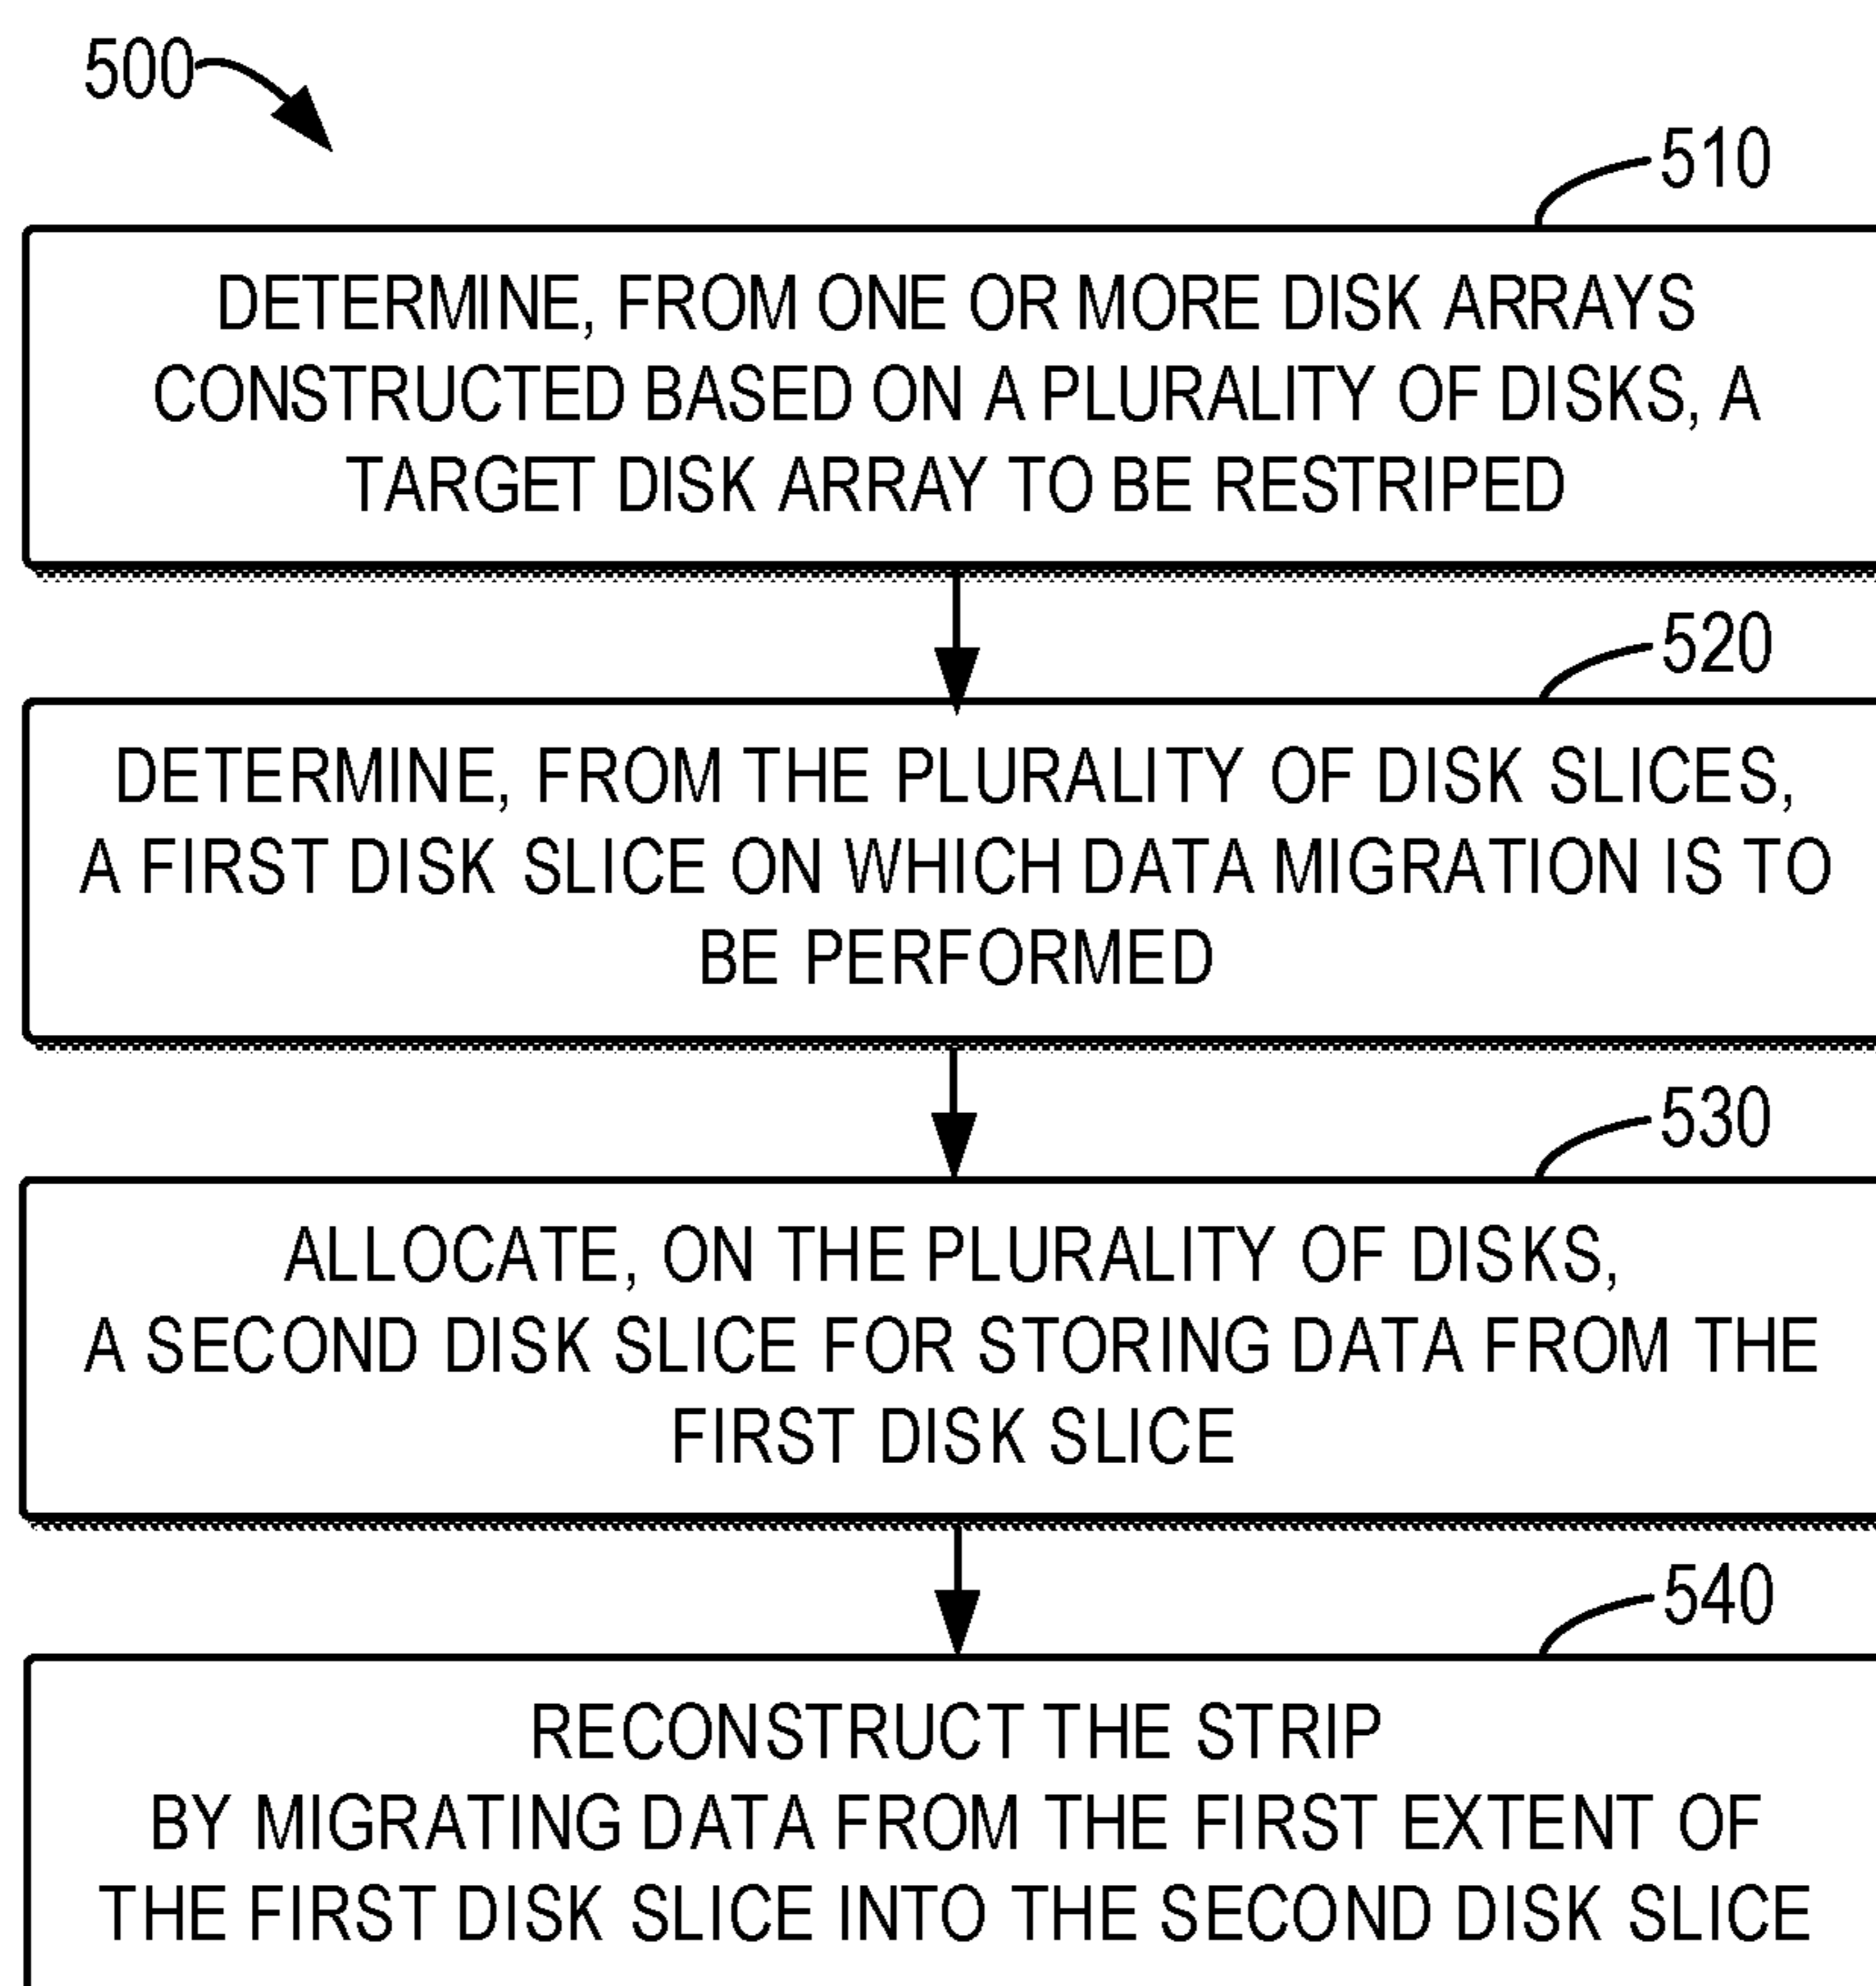 500
510
DETERMINE, FROM ONE OR MORE DISK ARRAYS
CONSTRUCTED BASED ON A PLURALITY OF DISKS, A
TARGET DISK ARRAY TO BE RESTRIPED
520
DETERMINE, FROM THE PLURALITY OF DISK SLICES,
A FIRST DISK SLICE ON WHICH DATA MIGRATION IS TO
BE PERFORMED
530
ALLOCATE, ON THE PLURALITY OF DISKS,
A SECOND DISK SLICE FOR STORING DATA FROM THE
FIRST DISK SLICE
540
RECONSTRUCT THE STRIP
BY MIGRATING DATA FROM THE FIRST EXTENT OF
THE FIRST DISK SLICE INTO THE SECOND DISK SLICE